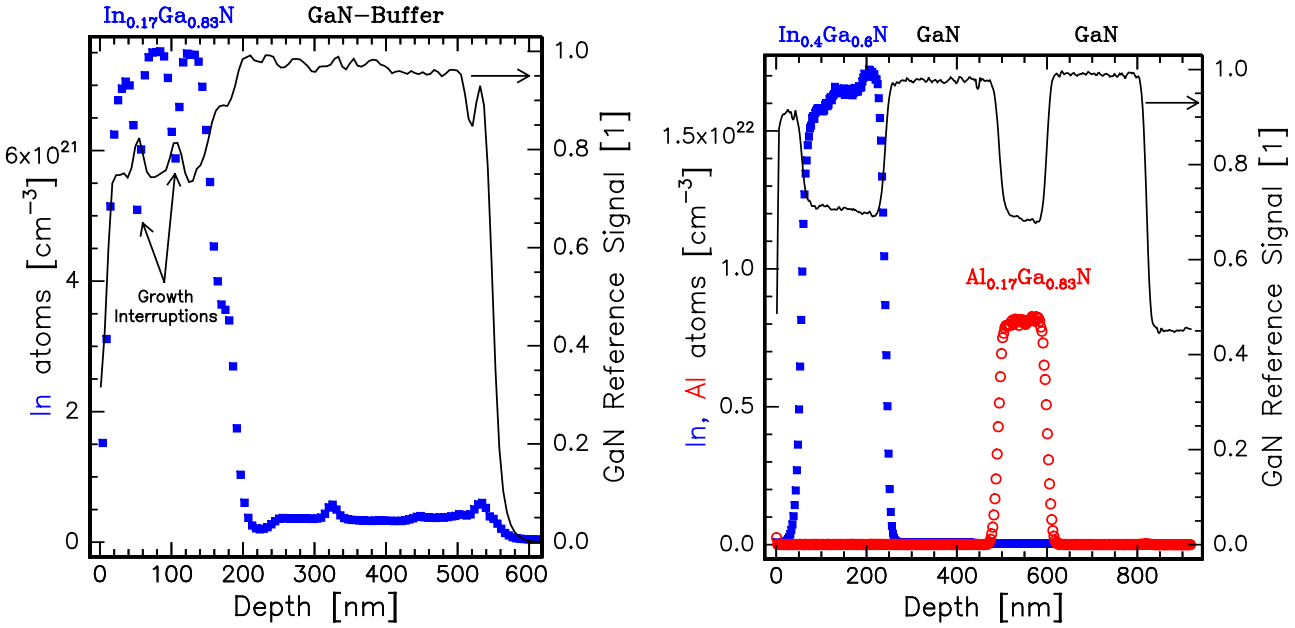 In0.17Ga0.83N GaN−Buffer
1.0
0.8
0.6
0.4
0.2
0.0
GaN Reference Signal [1]
6x10^21
4
2
0
In atoms [cm−3]
Growth
Interruptions
0 100 200 300 400 500 600
Depth [nm]
In0.4Ga0.6N GaN GaN
1.0
0.8
0.6
0.4
0.2
0.0
GaN Reference Signal [1]
1.5x10^22
1.0
0.5
0.0
In, Al atoms [cm−3]
Al0.17Ga0.83N
0 200 400 600 800
Depth [nm]